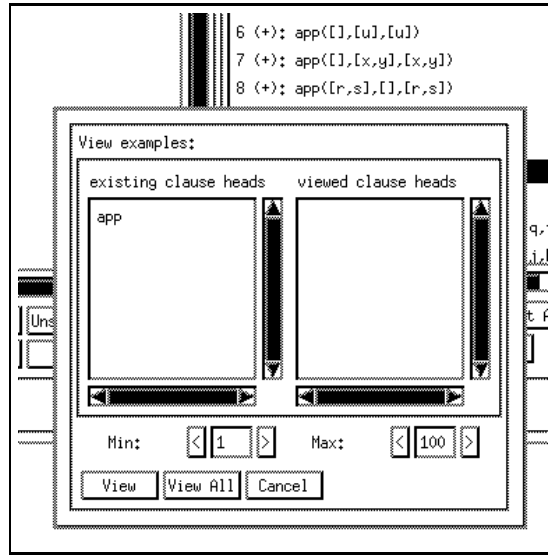 6 (+): app([],[u],[u])
7 (+): app([],[x,y],[x,y])
8 (+): app([r,s],[],[r,s])
View examples:
existing clause heads viewed clause heads
app
Min: < 1 > Max: < 100 >
View View All Cancel